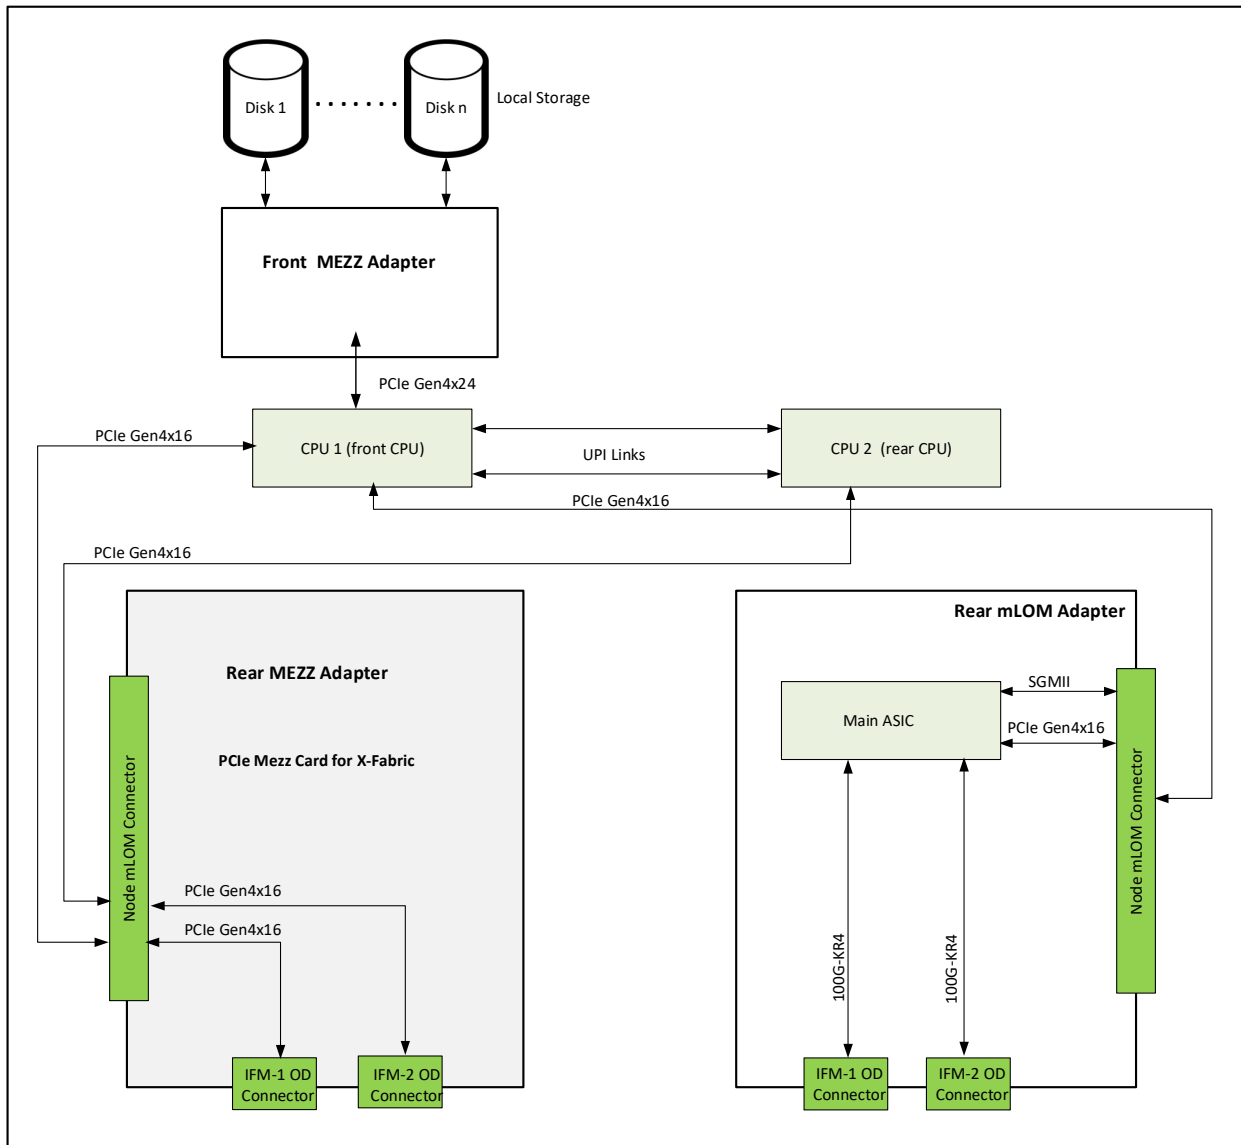 Disk 1
Disk n
Local Storage
Front MEZZ Adapter
PCIe Gen4x24
PCIe Gen4x16
CPU 1 (front CPU)
UPI Links
CPU 2 (rear CPU)
PCIe Gen4x16
PCIe Gen4x16
Rear MEZZ Adapter
PCIe Mezz Card for X-Fabric
Node mLOM Connector
PCIe Gen4x16
PCIe Gen4x16
IFM-1 OD
Connector
IFM-2 OD
Connector
Rear mLOM Adapter
SGMII
Main ASIC
PCIe Gen4x16
Node mLOM Connector
100G-KR4
100G-KR4
IFM-1 OD
Connector
IFM-2 OD
Connector